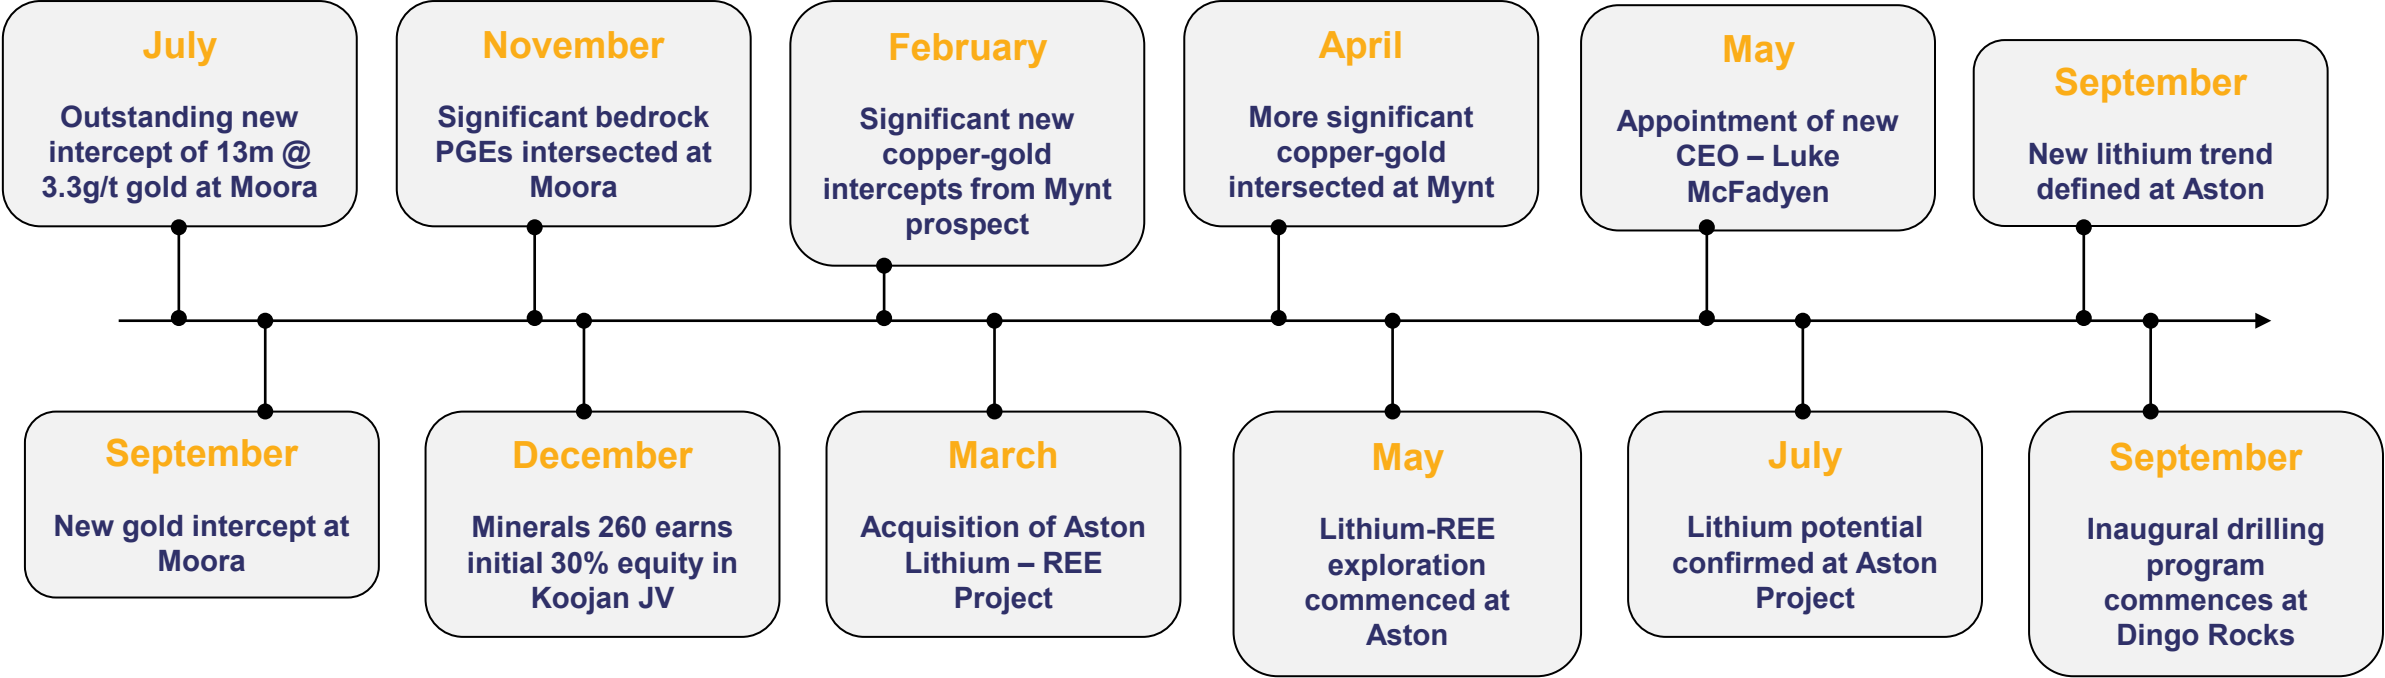 July
Outstanding new
intercept of 13m @
3.3g/t gold at Moora
November
Significant bedrock
PGEs intersected at
Moora
February
Significant new
copper-gold
intercepts from Mynt
prospect
April
More significant
copper-gold
intersected at Mynt
May
Appointment of new
CEO – Luke
McFadyen
September
New lithium trend
defined at Aston
September
New gold intercept at
Moora
December
Minerals 260 earns
initial 30% equity in
Koojan JV
March
Acquisition of Aston
Lithium – REE
Project
May
Lithium-REE
exploration
commenced at
Aston
July
Lithium potential
confirmed at Aston
Project
September
Inaugural drilling
program
commences at
Dingo Rocks